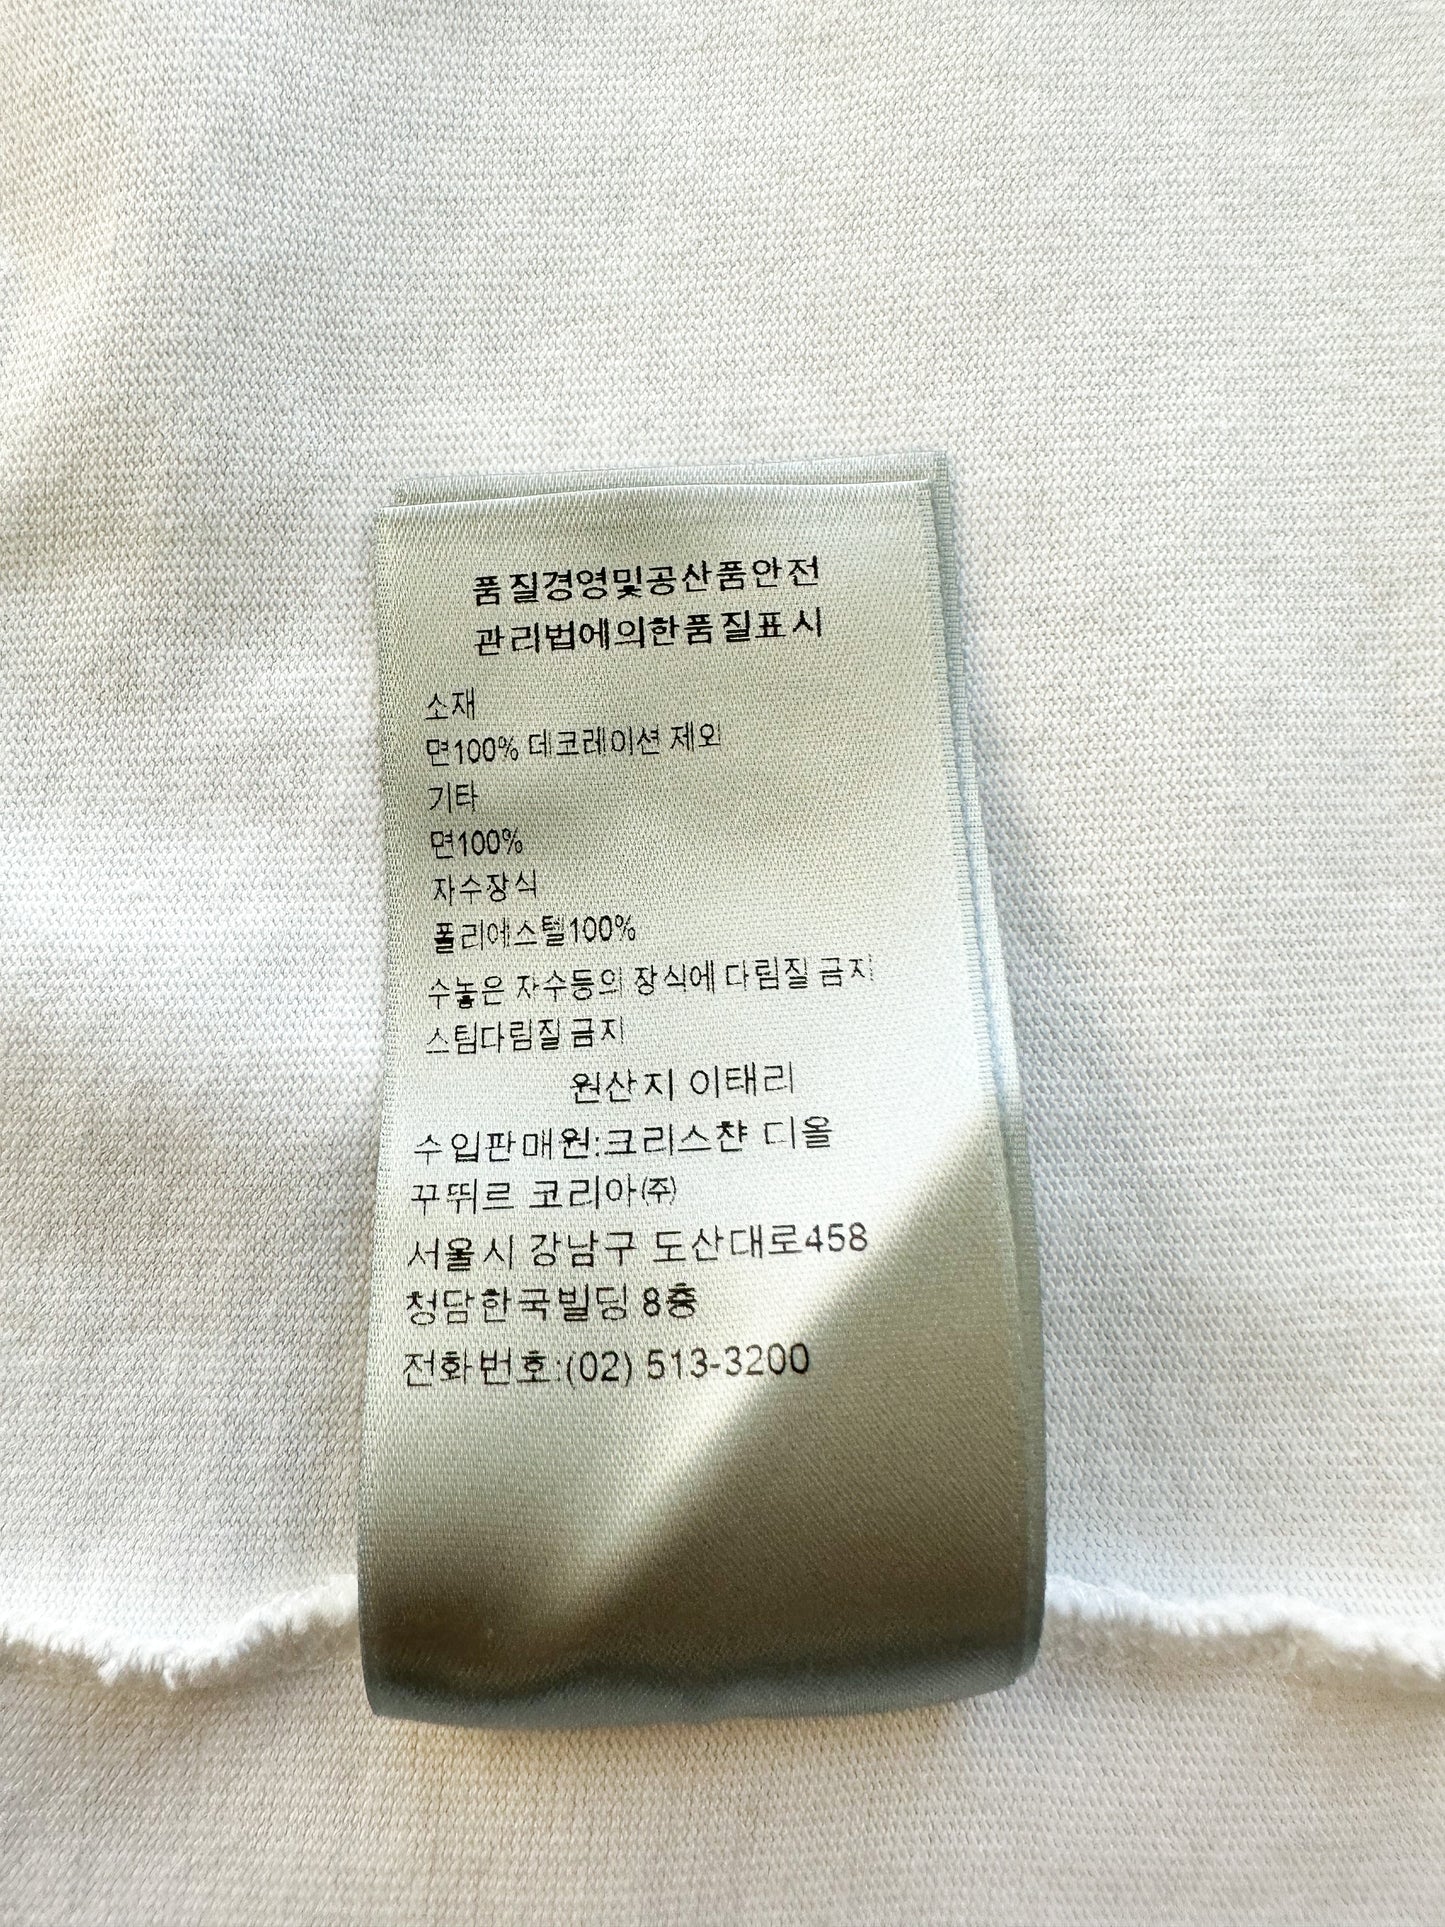 품질경영및공산품안전
관리법에의한품질표시
소재
면100% 데코레이션 제외
기타
면100%
자수장식
폴리에스텔100%
수놓은 자수등의 장식에 다림질 금지
스팀다림질 금지
원산지 이태리
수입판매원:크리스챤 디올
꾸뛰르 코리아㈜
서울시 강남구 도산대로458
청담한국빌딩 8층
전화번호:(02) 513-3200